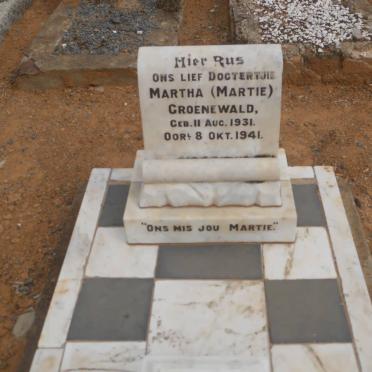 Hier Rus
ONS LIEF DOGTERTJIE
MARTHA (MARTIE)
GROENEWALD,
GEB. 11 AUG. 1931.
OORL 8 OKT. 1941.
"ONS MIS JOU MARTIE."